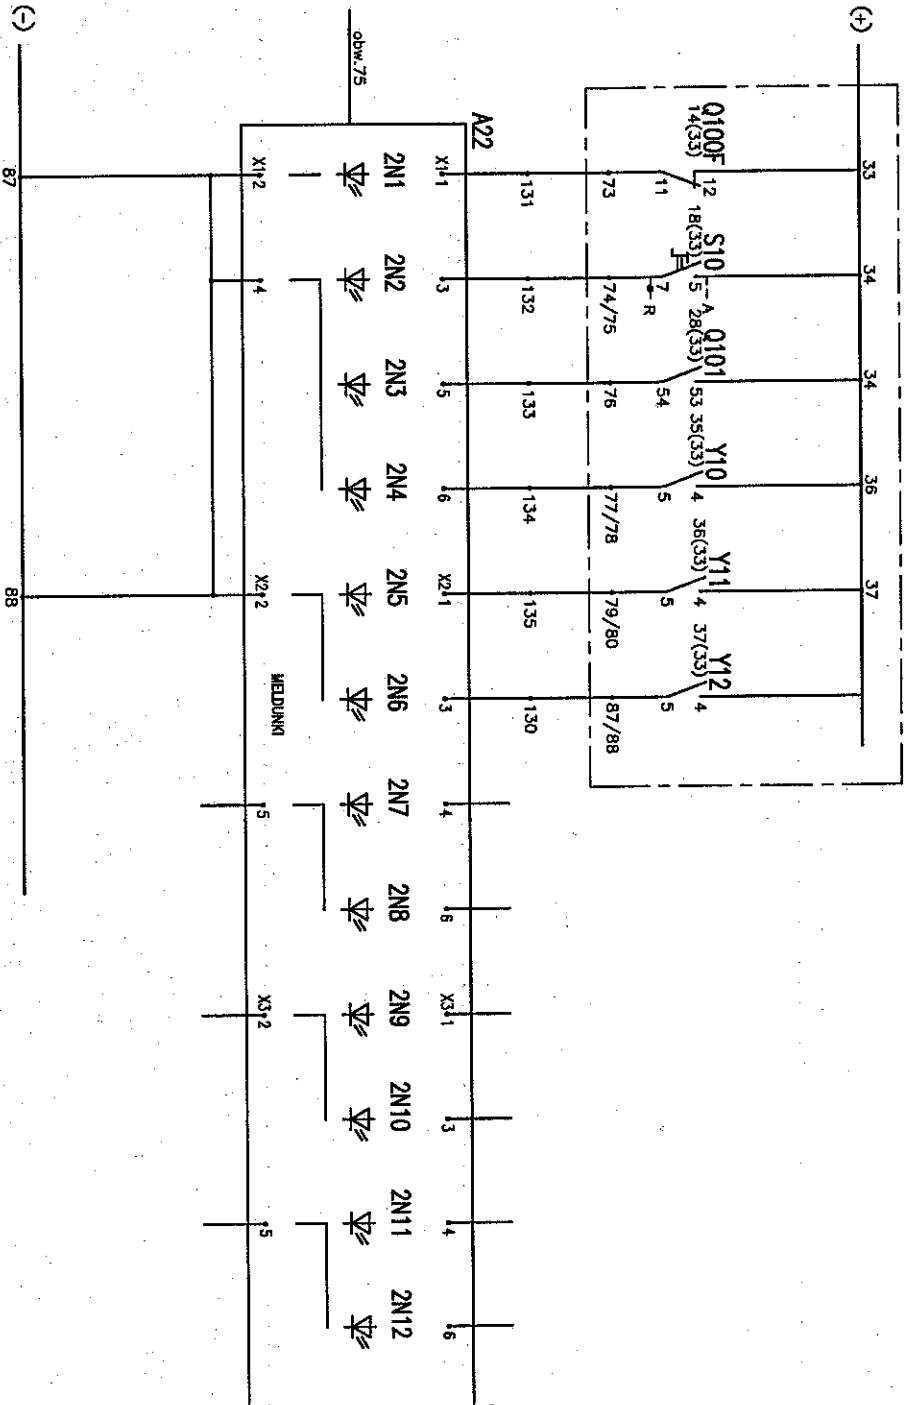 (+)
33 34 34 36 37
Q100F S10 Q101 Y10 Y11 Y12
14(33) 18(33) 28(33) 35(33) 36(33) 37(33)
12 5 A 53 4 4 4
11 7 R 54 5 5 5
73 74/75 76 77/78 79/80 87/88
131 132 133 134 135 130
A22
X1 1 3 5 6 X2 1 3 4 6 X3 1 3 4 6
2N1 2N2 2N3 2N4 2N5 2N6 2N7 2N8 2N9 2N10 2N11 2N12
obw.75
MELDUNKI
X1 2 4 X2 2 5 X3 2 5
(-)
87 88